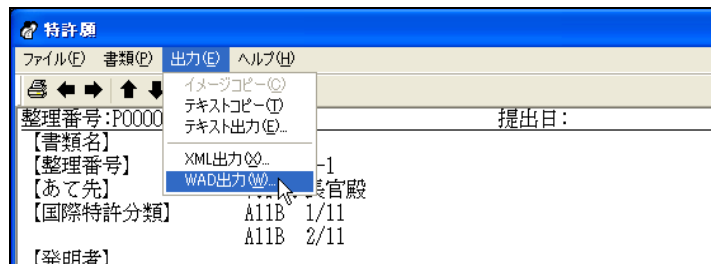 特許願
ファイル(F) 書類(P) 出力(E) ヘルプ(H)
イメージコピー(C)
テキストコピー(T)
テキスト出力(E)...
XML出力(X)...
WAD出力(W)...
整理番号:P0000 提出日:
【書類名】
【整理番号】 -1
【あて先】 長官殿
【国際特許分類】 A11B 1/11
A11B 2/11
【発明者】